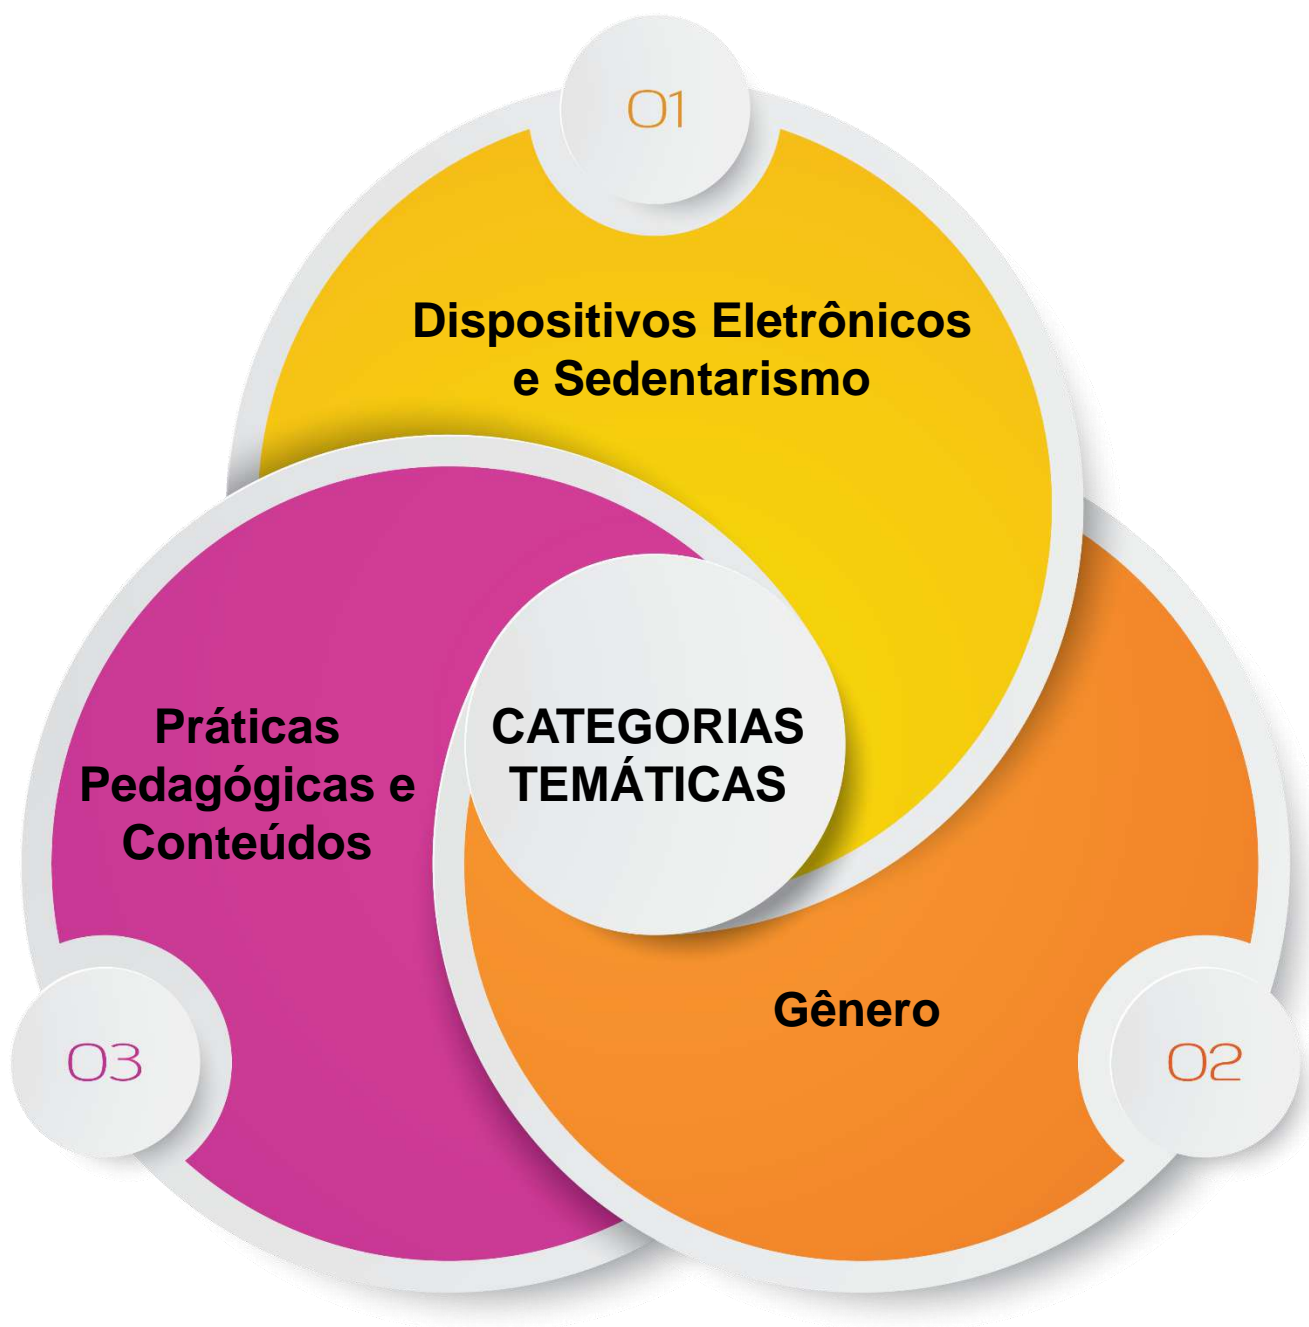 01
Dispositivos Eletrônicos
e Sedentarismo
Práticas
Pedagógicas e
Conteúdos
CATEGORIAS
TEMÁTICAS
Gênero
03
02